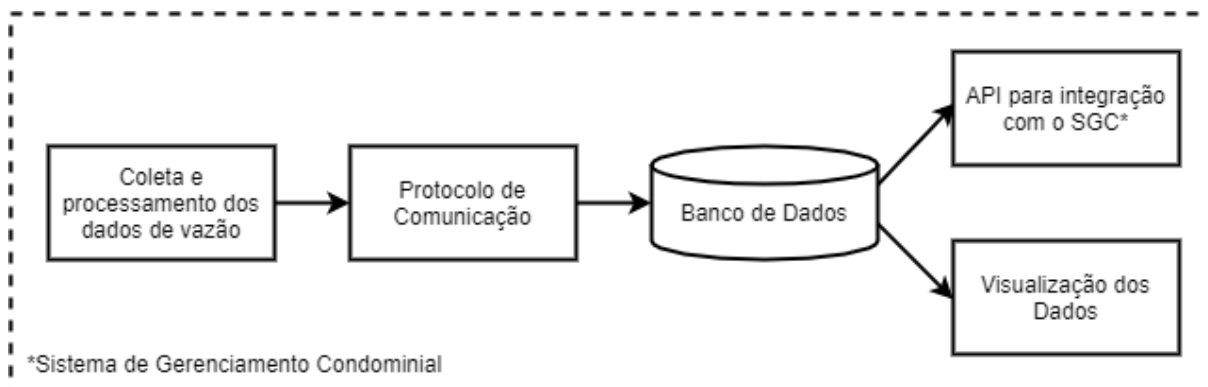 Coleta e
processamento dos
dados de vazão
Protocolo de
Comunicação
Banco de Dados
API para integração
com o SGC*
Visualização dos
Dados
*Sistema de Gerenciamento Condominial